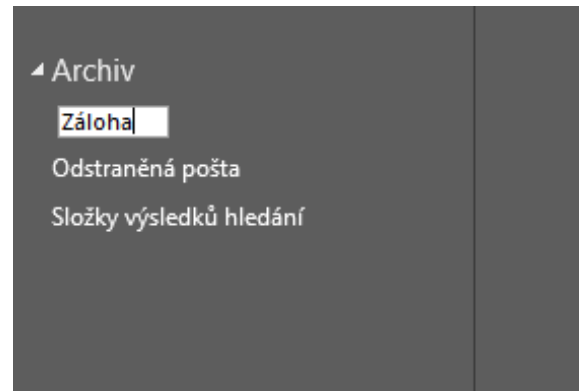 Archiv
Záloha
Odstraněná pošta
Složky výsledků hledání